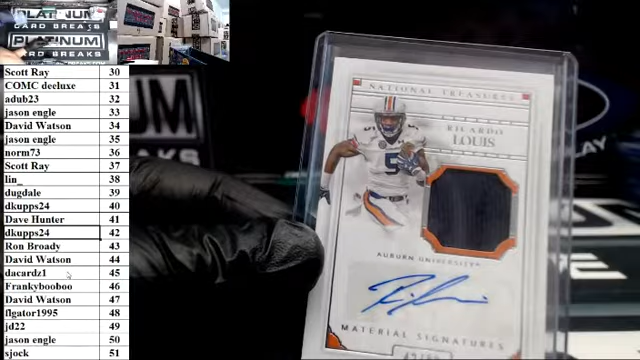 PLATINUM
CARD BREAKS
PLATINUM
CARD BREAKS
Scott Ray 30
COMC deeluxe 31
adub23 32
jason engle 33
David Watson 34
jason engle 35
norm73 36
Scott Ray 37
lin_ 38
dugdale 39
dkupps24 40
Dave Hunter 41
dkupps24 42
Ron Broady 43
David Watson 44
dacardz1 45
Frankybooboo 46
David Watson 47
flgator1995 48
jd22 49
jason engle 50
sjock 51
NATIONAL TREASURES
RICARDO
LOUIS
5
AUBURN UNIVERSITY
MATERIAL SIGNATURES